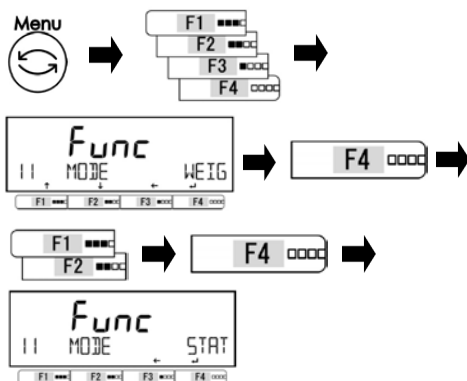 Menu
F1
F2
F3
F4
Func
11 MODE WEIG
F1 F2 F3 F4
F4
F1
F2
F4
Func
11 MODE STAT
F1 F2 F3 F4